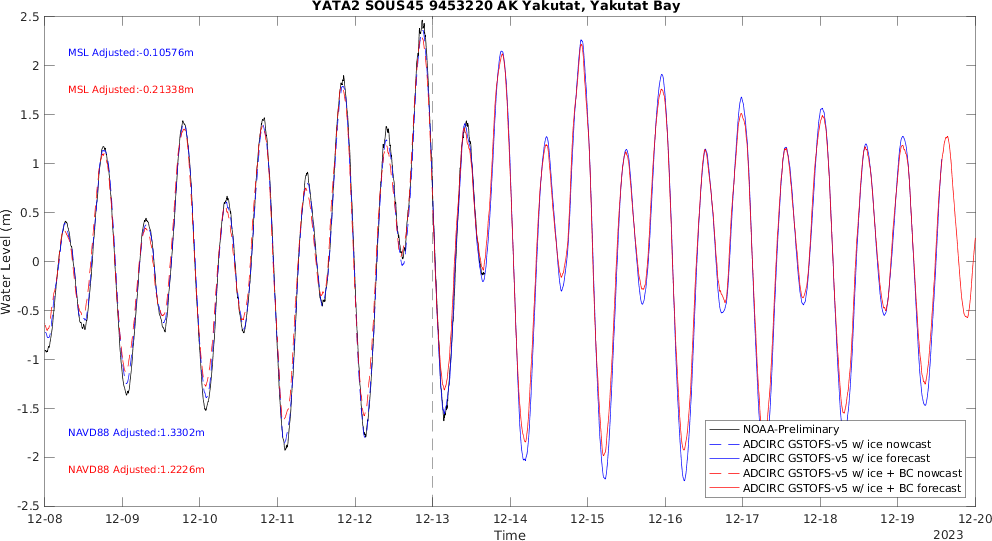 YATA2 SOUS45 9453220 AK Yakutat, Yakutat Bay
MSL Adjusted:-0.10576m
MSL Adjusted:-0.21338m
NAVD88 Adjusted:1.3302m
NAVD88 Adjusted:1.2226m
Water Level (m)
2.5
2
1.5
1
0.5
0
-0.5
-1
-1.5
-2
-2.5
NOAA-Preliminary
ADCIRC GSTOFS-v5 w/ ice nowcast
ADCIRC GSTOFS-v5 w/ ice forecast
ADCIRC GSTOFS-v5 w/ ice + BC nowcast
ADCIRC GSTOFS-v5 w/ ice + BC forecast
12-08 12-09 12-10 12-11 12-12 12-13 12-14 12-15 12-16 12-17 12-18 12-19 12-20
Time
2023